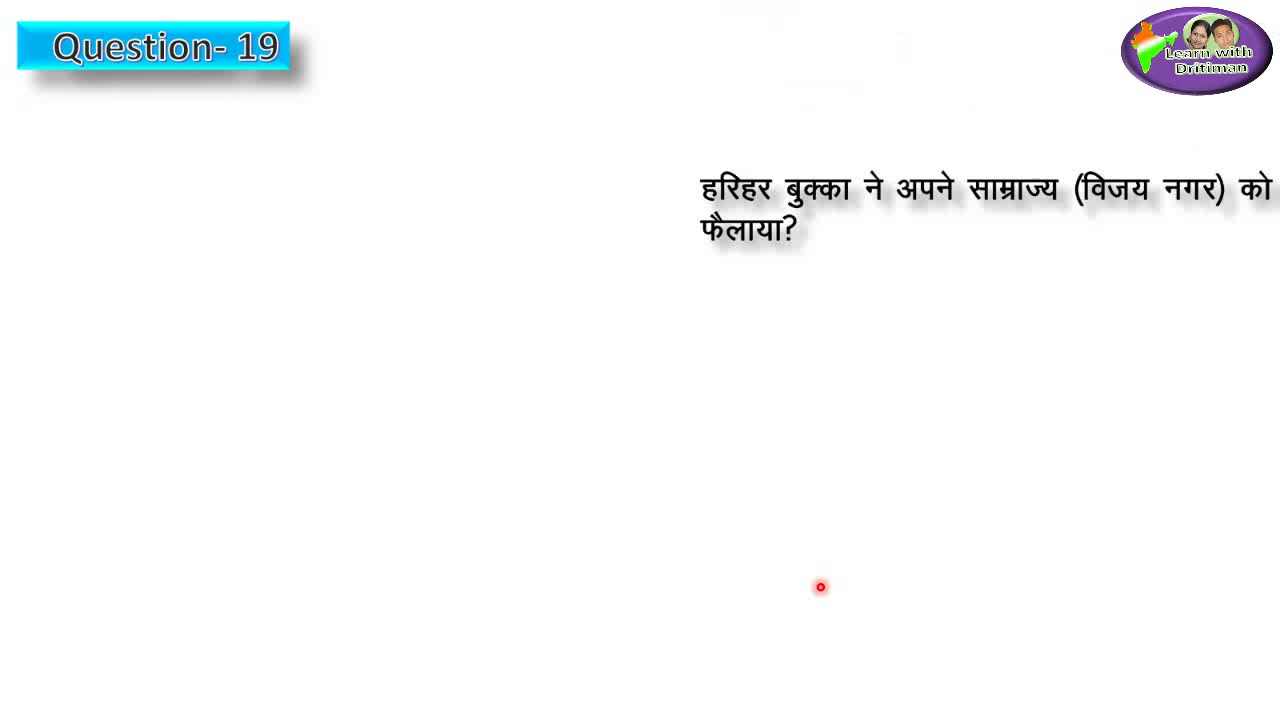 Question- 19
Learn with
Dritiman
हरिहर बुक्का ने अपने साम्राज्य (विजय नगर) को
फैलाया?